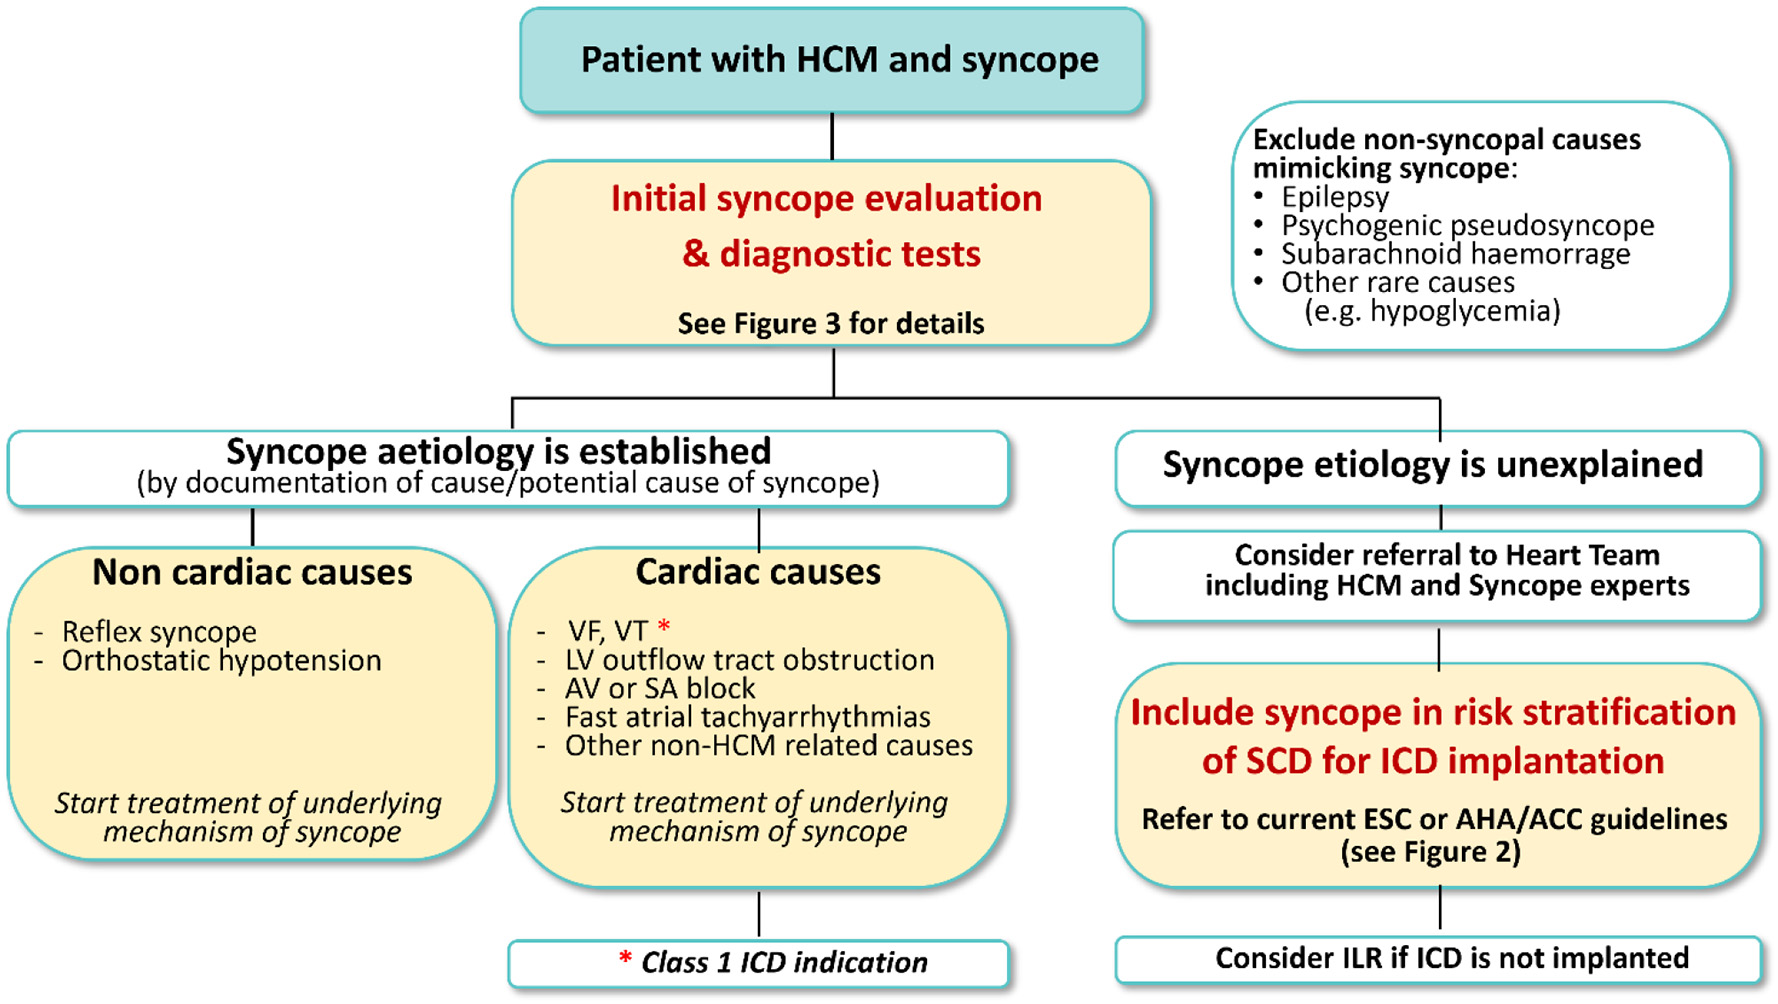 Patient with HCM and syncope
Initial syncope evaluation
& diagnostic tests
See Figure 3 for details
Exclude non-syncopal causes
mimicking syncope:
• Epilepsy
• Psychogenic pseudosyncope
• Subarachnoid haemorrage
• Other rare causes
(e.g. hypoglycemia)
Syncope aetiology is established
(by documentation of cause/potential cause of syncope)
Non cardiac causes
- Reflex syncope
- Orthostatic hypotension
Start treatment of underlying
mechanism of syncope
Cardiac causes
- VF, VT *
- LV outflow tract obstruction
- AV or SA block
- Fast atrial tachyarrhythmias
- Other non-HCM related causes
Start treatment of underlying
mechanism of syncope
* Class 1 ICD indication
Syncope etiology is unexplained
Consider referral to Heart Team
including HCM and Syncope experts
Include syncope in risk stratification
of SCD for ICD implantation
Refer to current ESC or AHA/ACC guidelines
(see Figure 2)
Consider ILR if ICD is not implanted